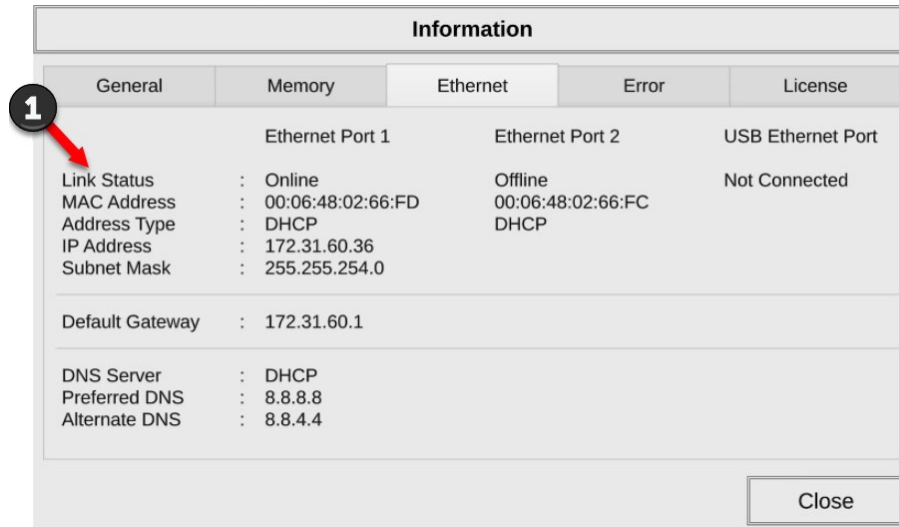 Information
General Memory Ethernet Error License
1
Ethernet Port 1 Ethernet Port 2 USB Ethernet Port
Link Status : Online Offline Not Connected
MAC Address : 00:06:48:02:66:FD 00:06:48:02:66:FC
Address Type : DHCP DHCP
IP Address : 172.31.60.36
Subnet Mask : 255.255.254.0
Default Gateway : 172.31.60.1
DNS Server : DHCP
Preferred DNS : 8.8.8.8
Alternate DNS : 8.8.4.4
Close